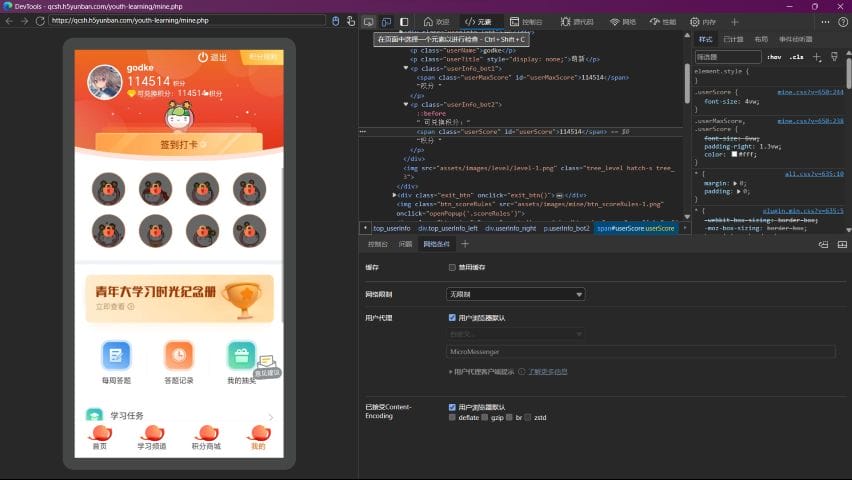 DevTools - qcsh.h5yunban.com/youth-learning/mine.php
https://qcsh.h5yunban.com/youth-learning/mine.php
欢迎
元素
控制台
源代码
网络
性能
内存
在页面中选择一个元素以进行检查 - Ctrl + Shift + C
退出
积分规则
godke
114514 积分
可兑换积分：114514积分
签到打卡
青年大学习时光纪念册
立即查看
每周答题
答题记录
我的抽奖
意见建议
学习任务
首页
学习频道
积分商城
我的
<p class="userName">godke</p>
<p class="userTitle" style="display: none;">萌新</p>
<p class="userInfo_bot1">
<span class="userMaxScore" id="userMaxScore">114514</span>
"积分 "
</p>
<p class="userInfo_bot2">
::before
" 可兑换积分："
<span class="userScore" id="userScore">114514</span> == $0
"积分 "
</p>
</div>
<img src="assets/images/level/level-1.png" class="tree_level hatch-s tree_
3">
</div>
<div class="exit_btn" onclick="exit_btn()"></div>
<img class="btn_scoreRules" src="assets/images/mine/btn_scoreRules-1.png"
onclick="openPopup('.scoreRules')">
top_userInfo
div.top_userInfo_left
div.userInfo_right
p.userInfo_bot2
span#userScore.userScore
样式
已计算
布局
事件侦听器
筛选器
:hov
.cls
element.style {
}
.userScore {
mine.css?v=650:244
font-size: 4vw;
}
.userMaxScore,
mine.css?v=650:238
.userScore {
padding-right: 1.3vw;
color: #fff;
}
* {
all.css?v=635:10
margin: 0;
padding: 0;
}
* {
plugin.min.css?v=635:5
-webkit-box-sizing: border-box;
-moz-box-sizing: border-box;
控制台
问题
网络条件
缓存
禁用缓存
网络限制
无限制
用户代理
用户浏览器默认
自定义...
MicroMessenger
用户代理客户端提示
了解更多信息
已接受Content-
Encoding
用户浏览器默认
deflate
gzip
br
zstd